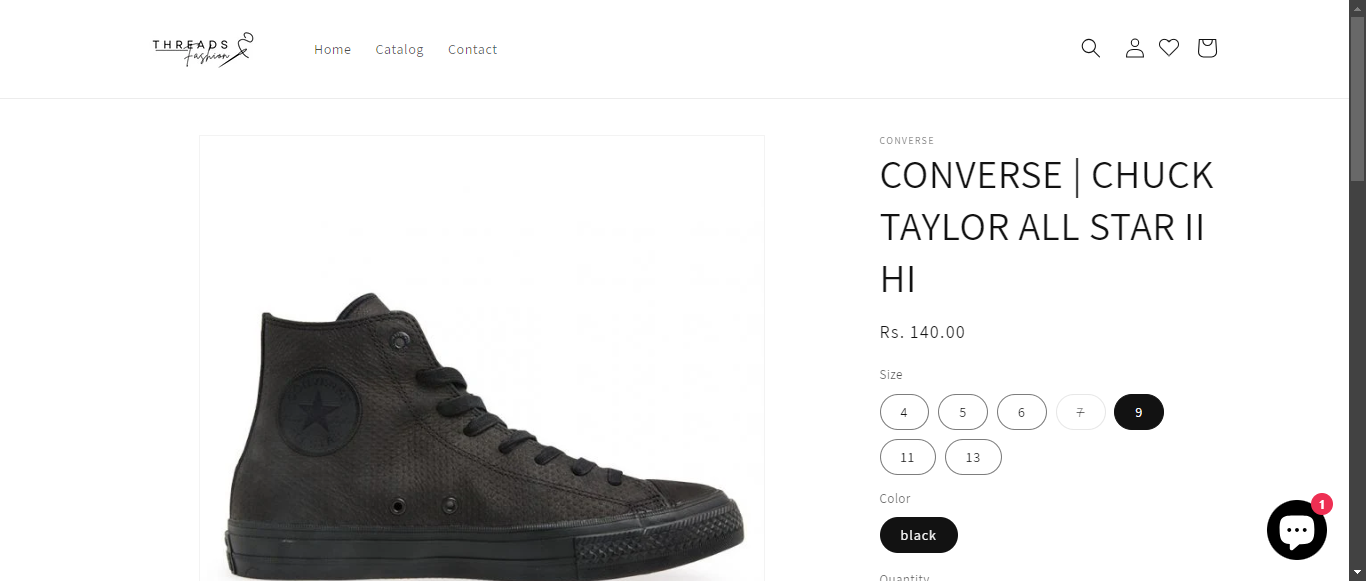 THREADS
Fashion
Home Catalog Contact
CONVERSE
CONVERSE | CHUCK
TAYLOR ALL STAR II
HI
Rs. 140.00
Size
4 5 6 7 9
11 13
Color
black
1
Quantity